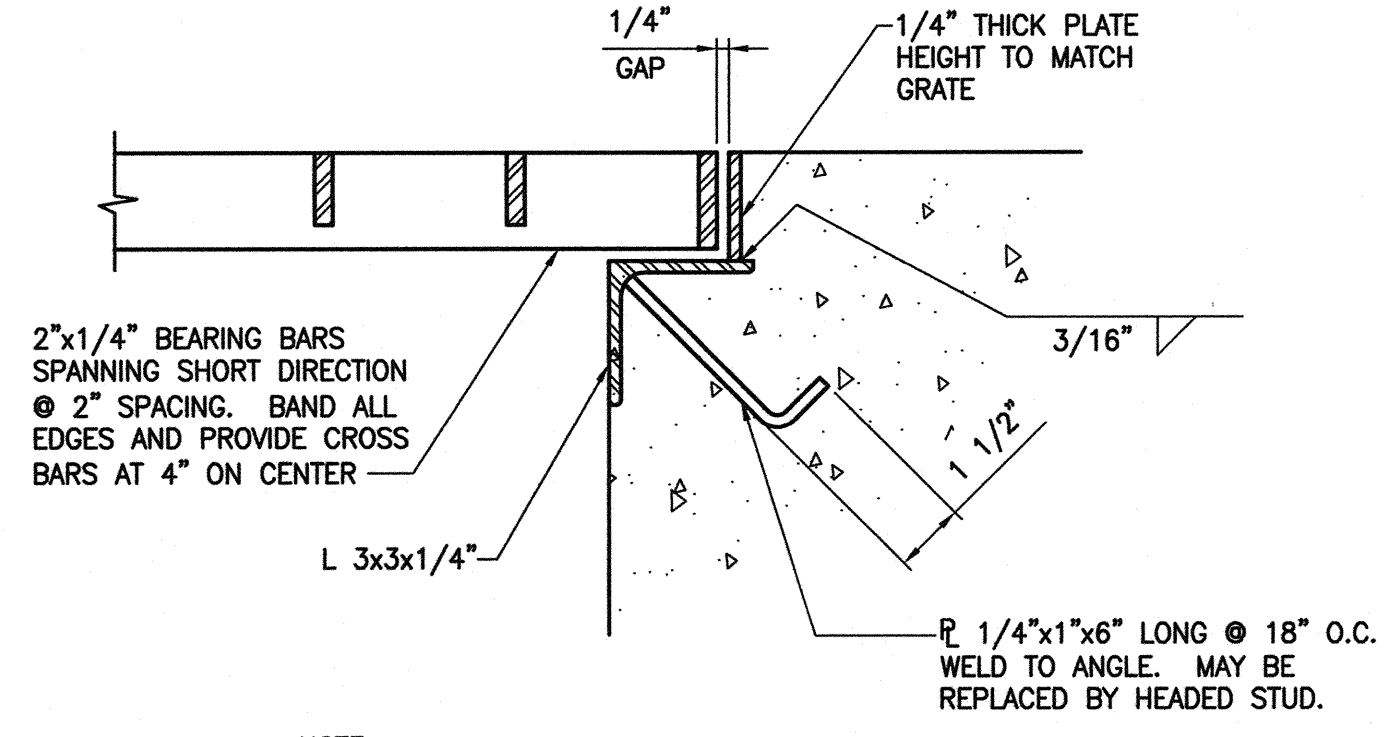 1/4"
GAP
1/4" THICK PLATE
HEIGHT TO MATCH
GRATE
2"x1/4" BEARING BARS
SPANNING SHORT DIRECTION
@ 2" SPACING. BAND ALL
EDGES AND PROVIDE CROSS
BARS AT 4" ON CENTER
3/16"
1 1/2"
L 3x3x1/4"
℄ 1/4"x1"x6" LONG @ 18" O.C.
WELD TO ANGLE. MAY BE
REPLACED BY HEADED STUD.